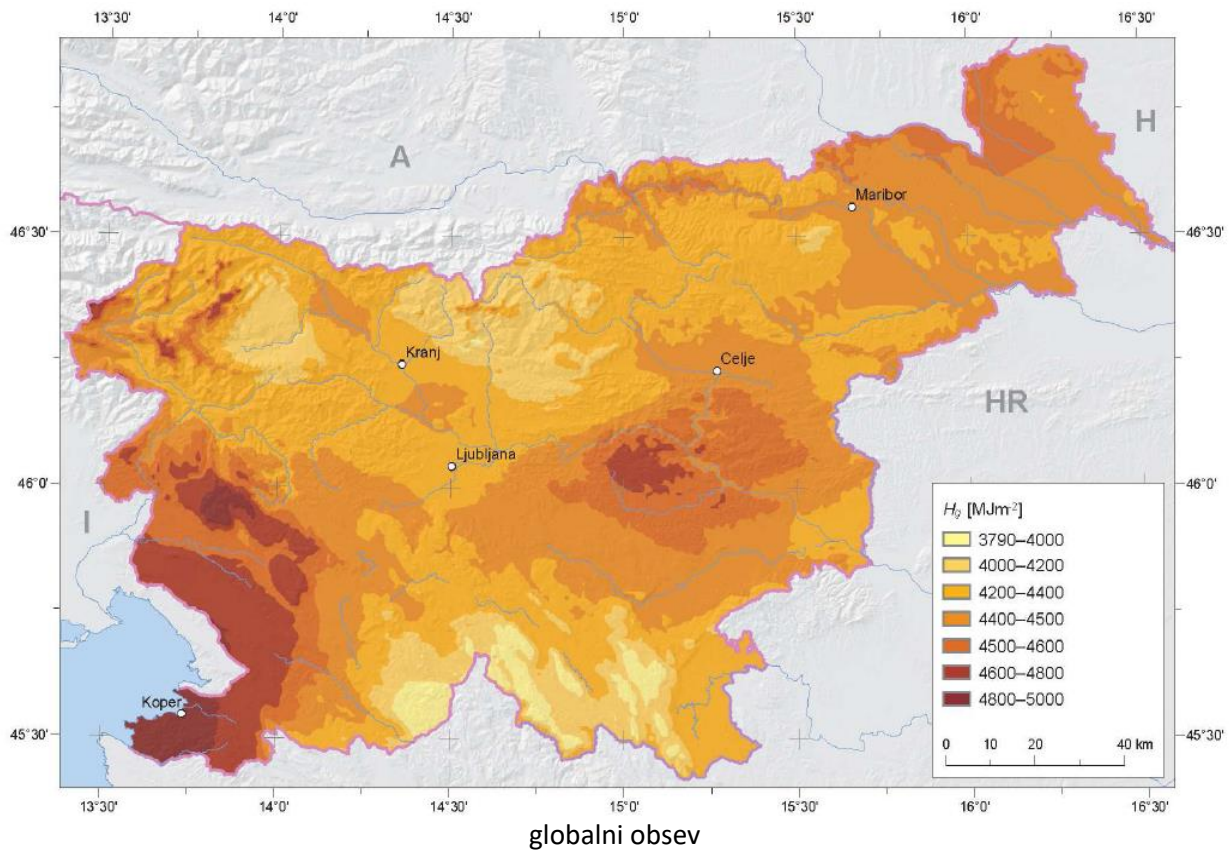 13°30' 14°0' 14°30' 15°0' 15°30' 16°0' 16°30'
H
A
Maribor
46°30' 46°30'
Kranj
Celje
HR
Ljubljana
46°0' 46°0'
I
Hg [MJm-2]
3790–4000
4000–4200
4200–4400
4400–4500
4500–4600
4600–4800
4800–5000
Koper
45°30' 45°30'
0 10 20 40 km
13°30' 14°0' 14°30' 15°0' 15°30' 16°0' 16°30'
globalni obsev